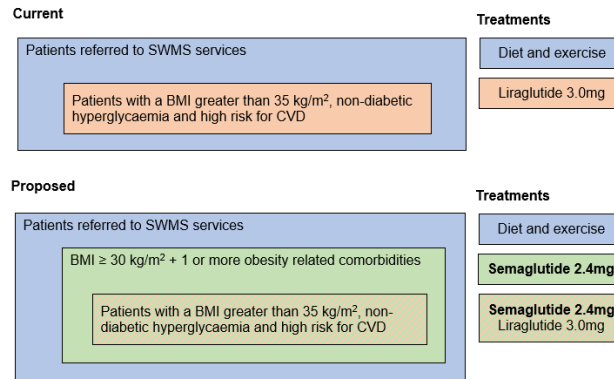 Current
Treatments
Patients referred to SWMS services
Diet and exercise
Patients with a BMI greater than 35 kg/m², non-diabetic
hyperglycaemia and high risk for CVD
Liraglutide 3.0mg
Proposed
Treatments
Patients referred to SWMS services
Diet and exercise
BMI ≥ 30 kg/m² + 1 or more obesity related comorbidities
Semaglutide 2.4mg
Patients with a BMI greater than 35 kg/m², non-
diabetic hyperglycaemia and high risk for CVD
Semaglutide 2.4mg
Liraglutide 3.0mg